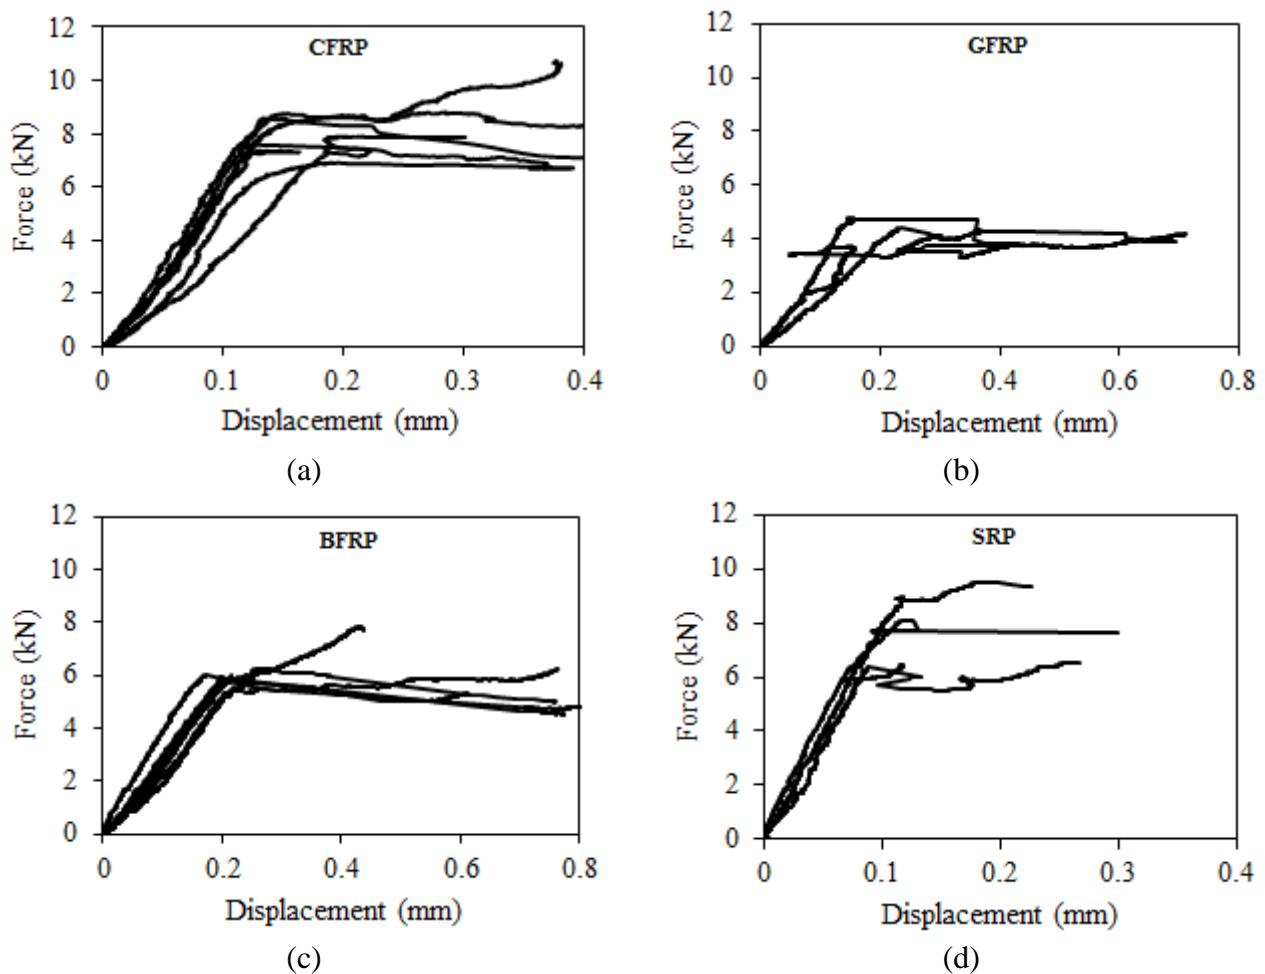 CFRP
12
10
8
6
4
2
0
Force (kN)
0 0.1 0.2 0.3 0.4
Displacement (mm)
(a)
GFRP
12
10
8
6
4
2
0
Force (kN)
0 0.2 0.4 0.6 0.8
Displacement (mm)
(b)
BFRP
12
10
8
6
4
2
0
Force (kN)
0 0.2 0.4 0.6 0.8
Displacement (mm)
(c)
SRP
12
10
8
6
4
2
0
Force (kN)
0 0.1 0.2 0.3 0.4
Displacement (mm)
(d)